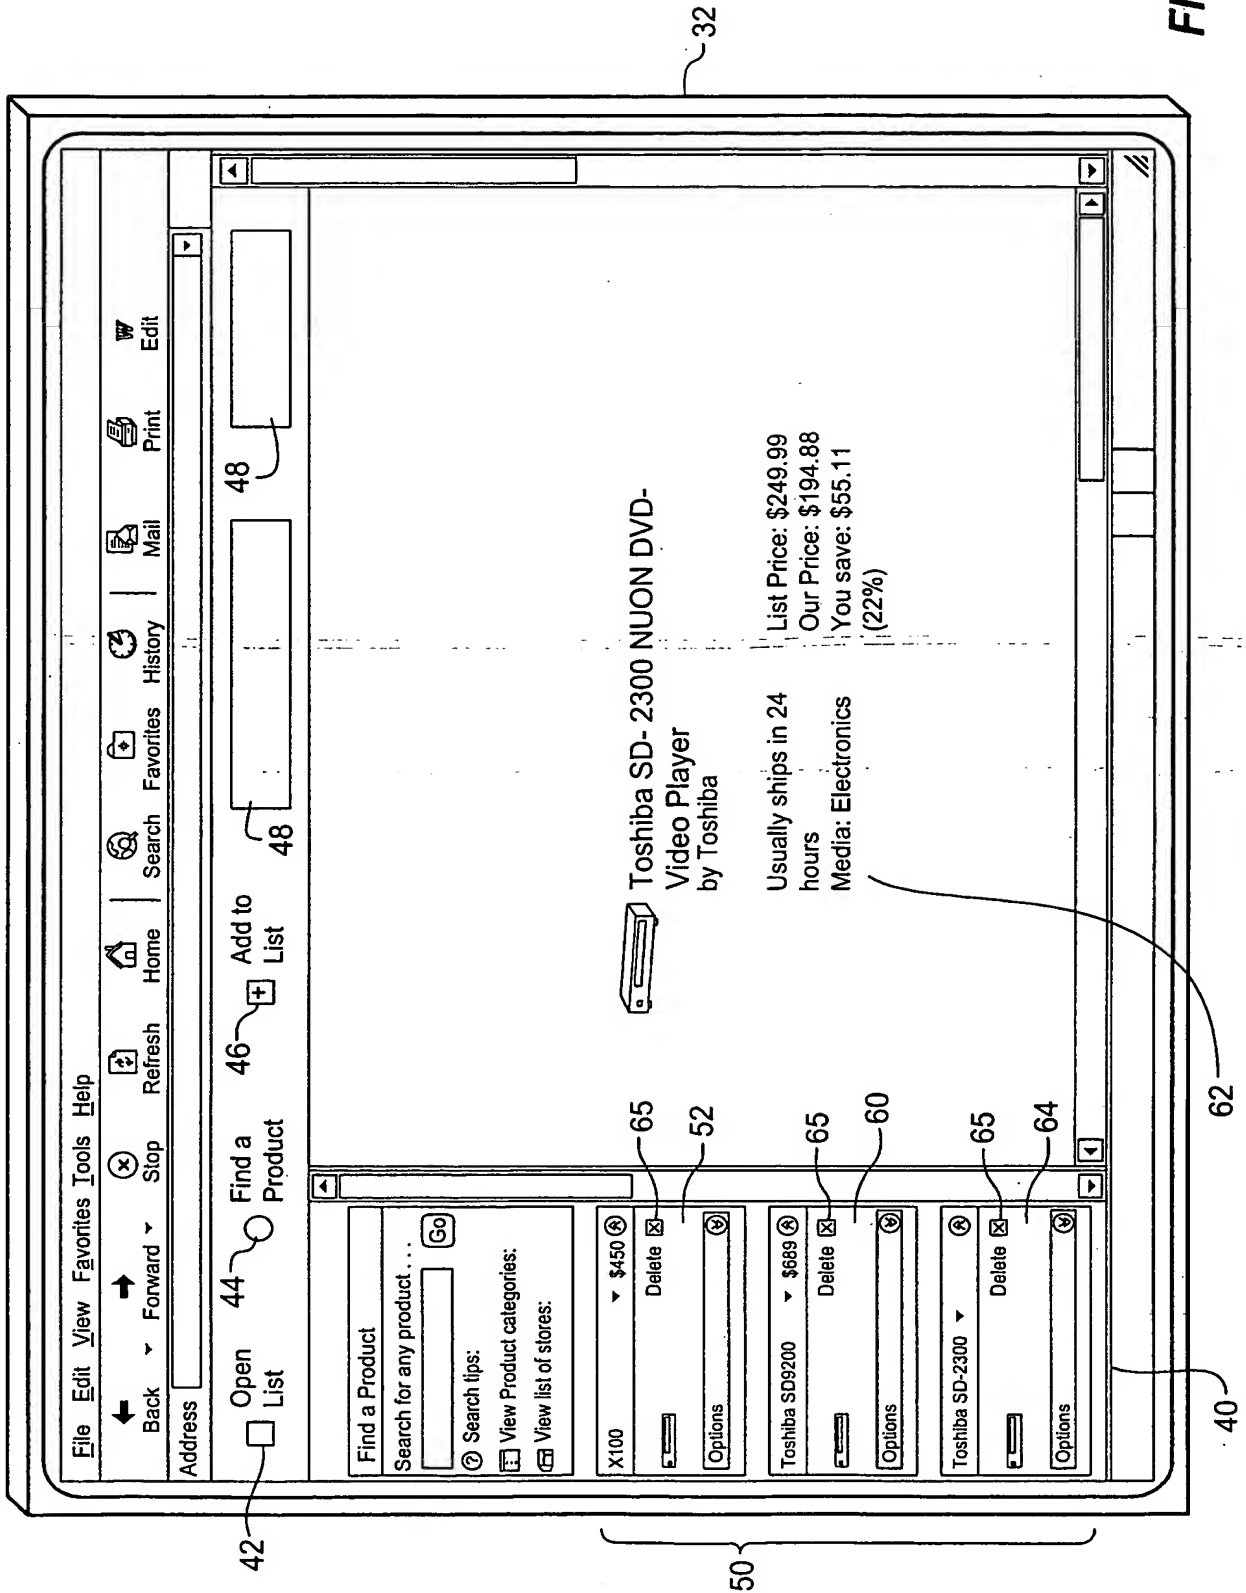 File Edit View Favorites Tools Help
Back Forward Stop Refresh Home Search Favorites History Mail Print Edit
W
Address
42
Open
List
44
Find a
Product
46
+
Add to
List
48
48
Find a Product
Search for any product . . . .
Go
? Search tips:
View Product categories:
View list of stores:
50
X100 $450
Delete X
65
52
Options
Toshiba SD9200 $689
Delete X
65
60
Options
Toshiba SD-2300
Delete X
65
64
Options
Toshiba SD- 2300 NUON DVD-
Video Player
by Toshiba
Usually ships in 24
hours
Media: Electronics
List Price: $249.99
Our Price: $194.88
You save: $55.11
(22%)
62
40
32